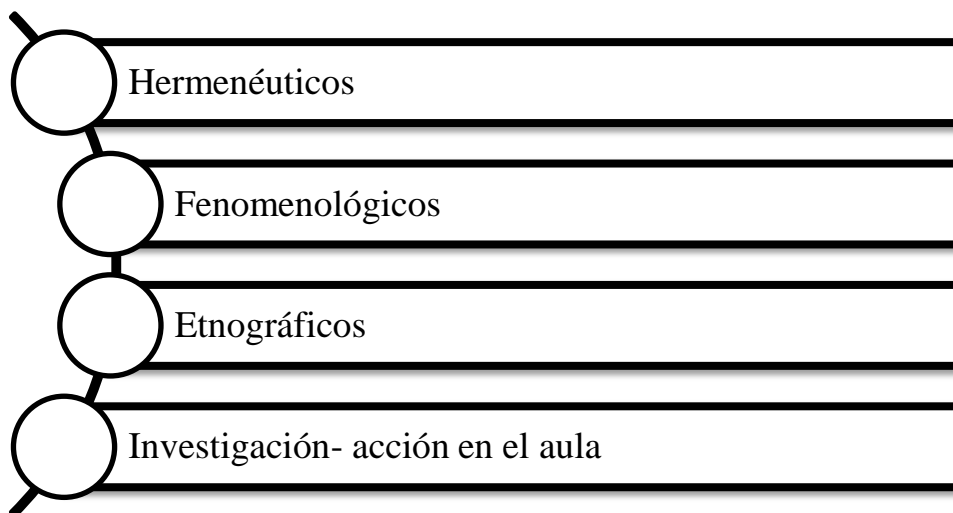 Hermenéuticos
Fenomenológicos
Etnográficos
Investigación- acción en el aula